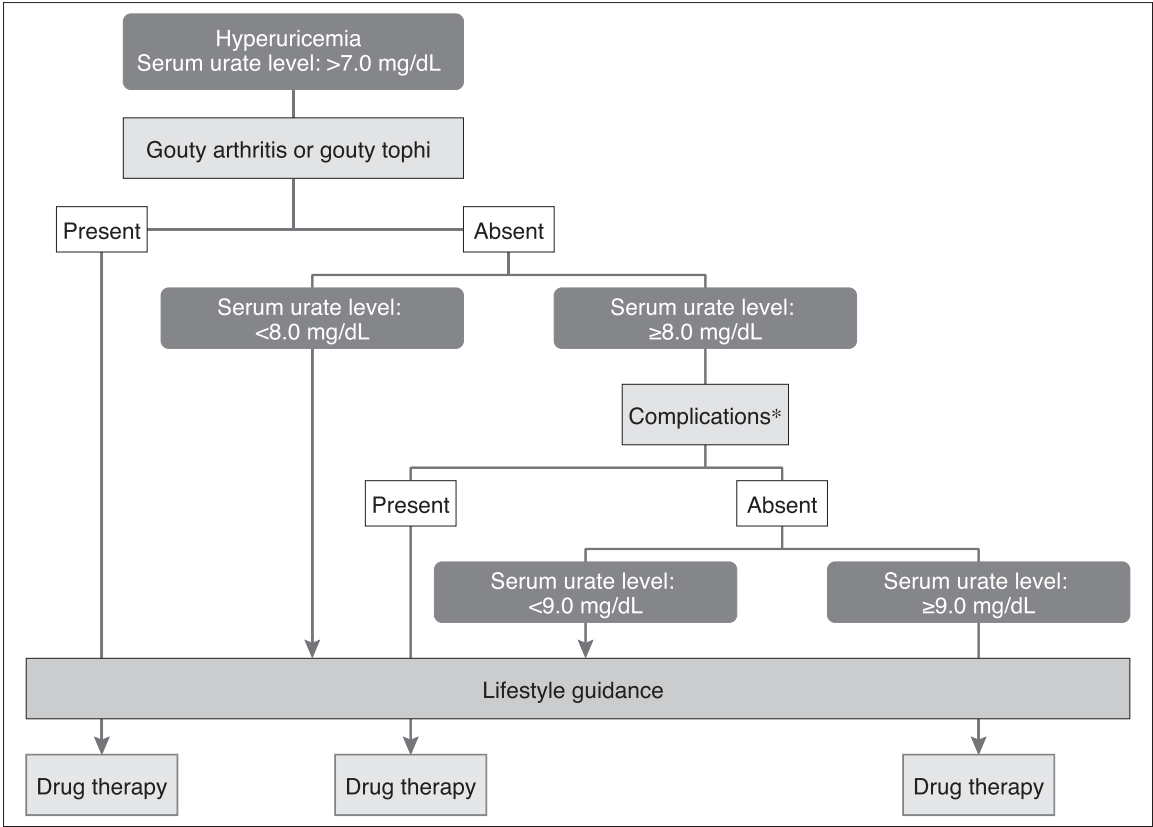 Hyperuricemia
Serum urate level: >7.0 mg/dL
Gouty arthritis or gouty tophi
Present
Absent
Serum urate level:
<8.0 mg/dL
Serum urate level:
≥8.0 mg/dL
Complications*
Present
Absent
Serum urate level:
<9.0 mg/dL
Serum urate level:
≥9.0 mg/dL
Lifestyle guidance
Drug therapy
Drug therapy
Drug therapy